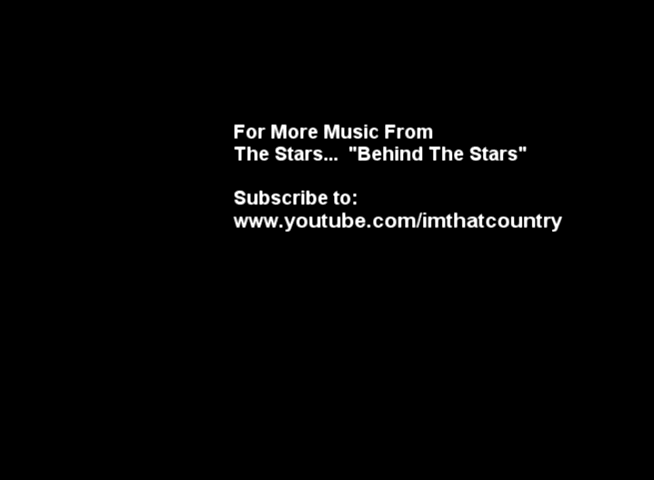 For More Music From
The Stars... "Behind The Stars"
Subscribe to:
www.youtube.com/imthatcountry